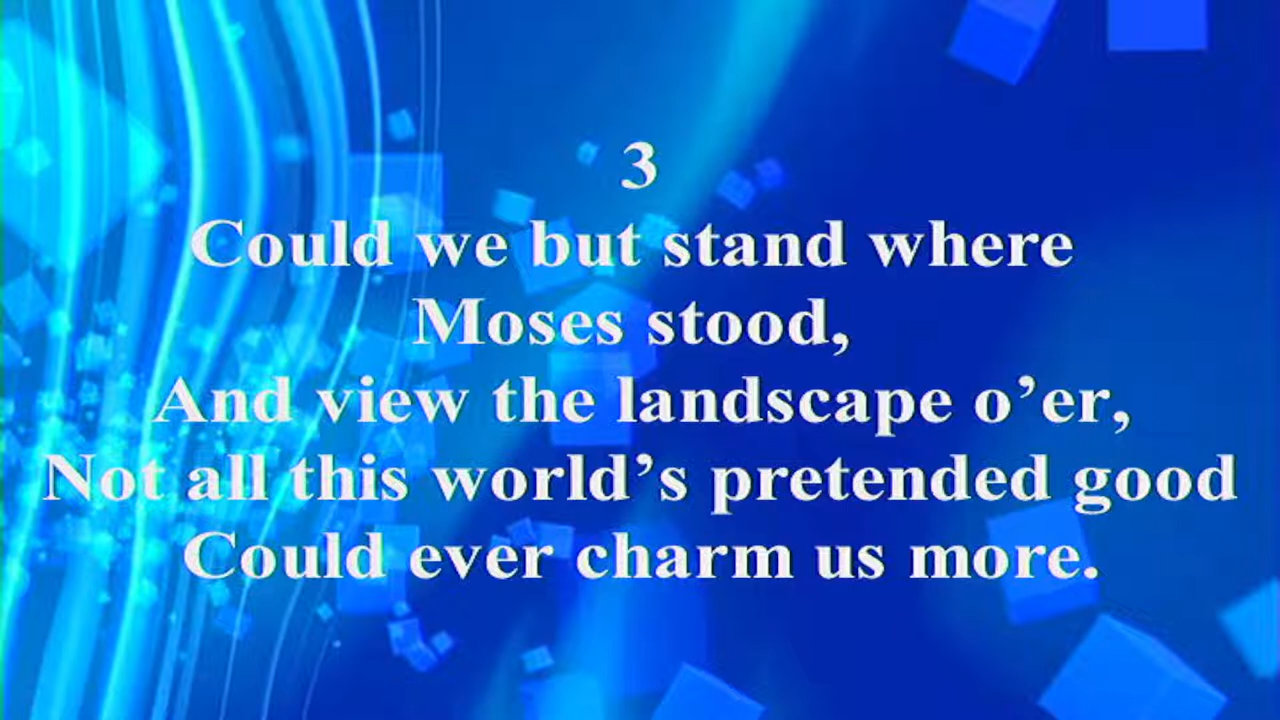 3
Could we but stand where
Moses stood,
And view the landscape o’er,
Not all this world’s pretended good
Could ever charm us more.